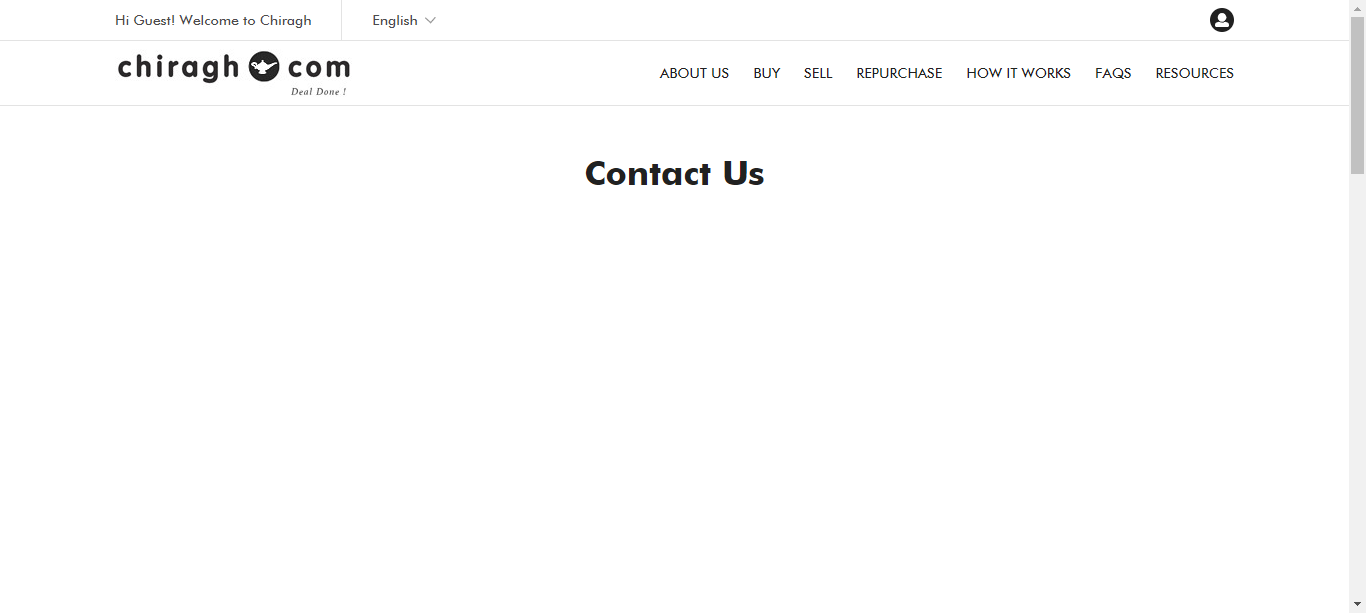 Hi Guest! Welcome to Chiragh
English
chiragh com
Deal Done !
ABOUT US
BUY
SELL
REPURCHASE
HOW IT WORKS
FAQS
RESOURCES
Contact Us